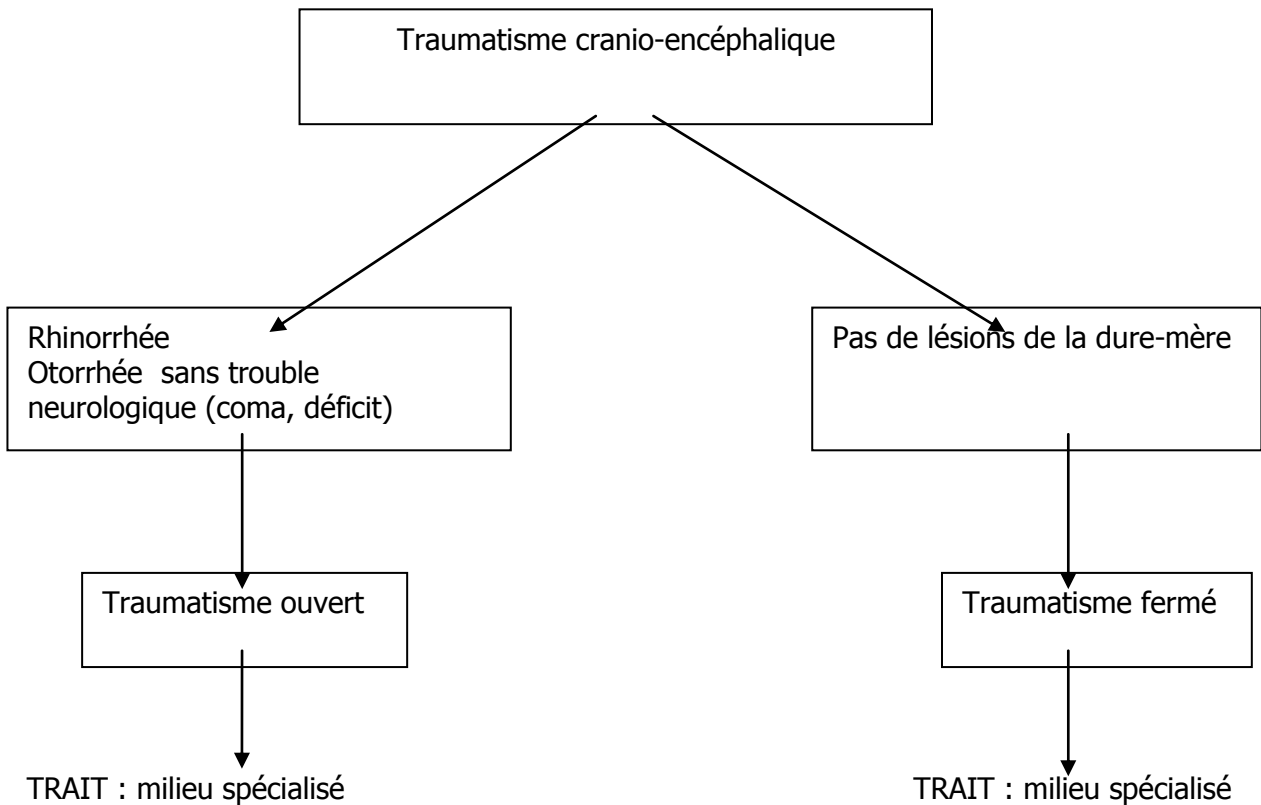 Traumatisme cranio-encéphalique
Rhinorrhée
Otorrhée  sans trouble
neurologique (coma, déficit)
Pas de lésions de la dure-mère
Traumatisme ouvert
Traumatisme fermé
TRAIT : milieu spécialisé
TRAIT : milieu spécialisé